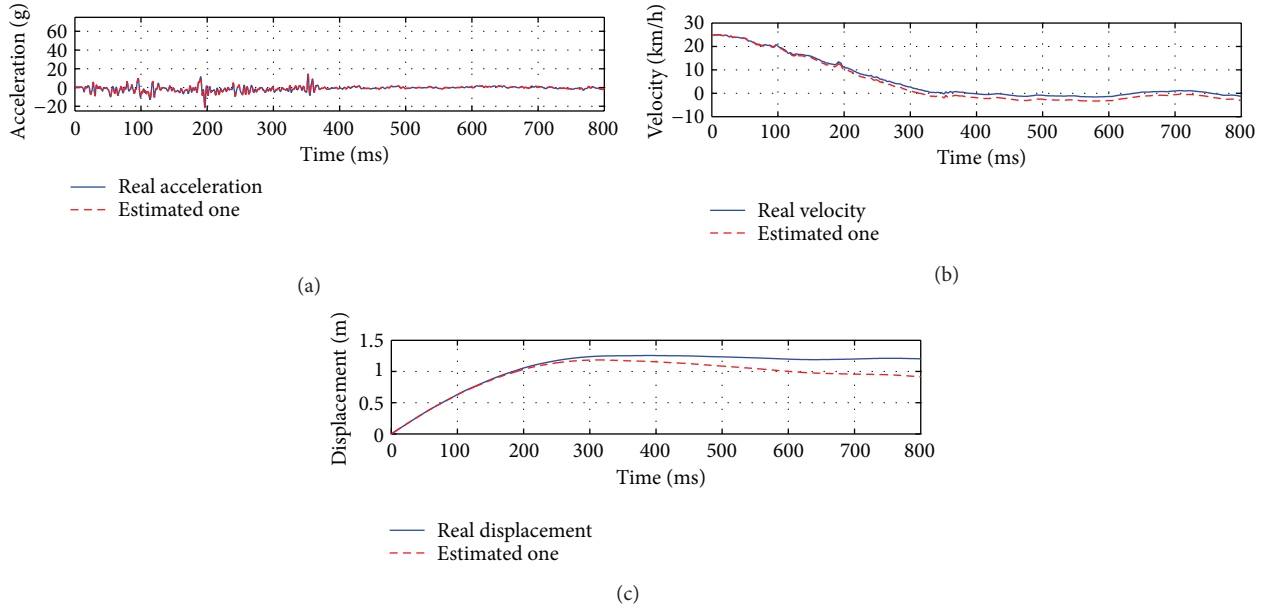 Acceleration (g)
60
40
20
0
−20
0 100 200 300 400 500 600 700 800
Time (ms)
Real acceleration
Estimated one
(a)
Velocity (km/h)
30
20
10
0
−10
0 100 200 300 400 500 600 700 800
Time (ms)
Real velocity
Estimated one
(b)
Displacement (m)
1.5
1
0.5
0
0 100 200 300 400 500 600 700 800
Time (ms)
Real displacement
Estimated one
(c)